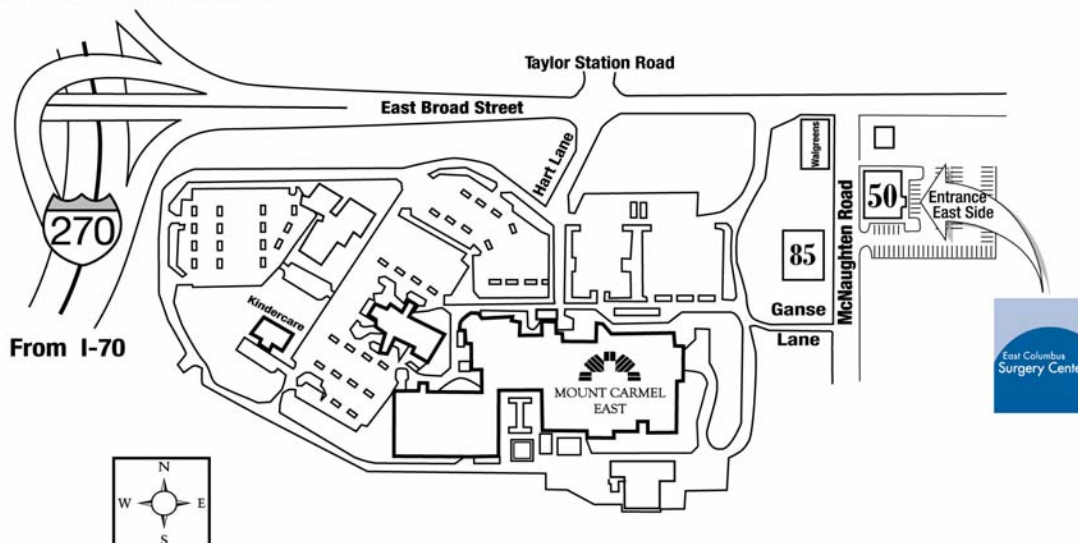 Taylor Station Road
East Broad Street
Hart Lane
Walgreens
McNaughten Road
50
Entrance
East Side
270
85
Kindercare
Ganse
Lane
From I-70
East Columbus
Surgery Cente
MOUNT CARMEL
EAST
N
W E
S